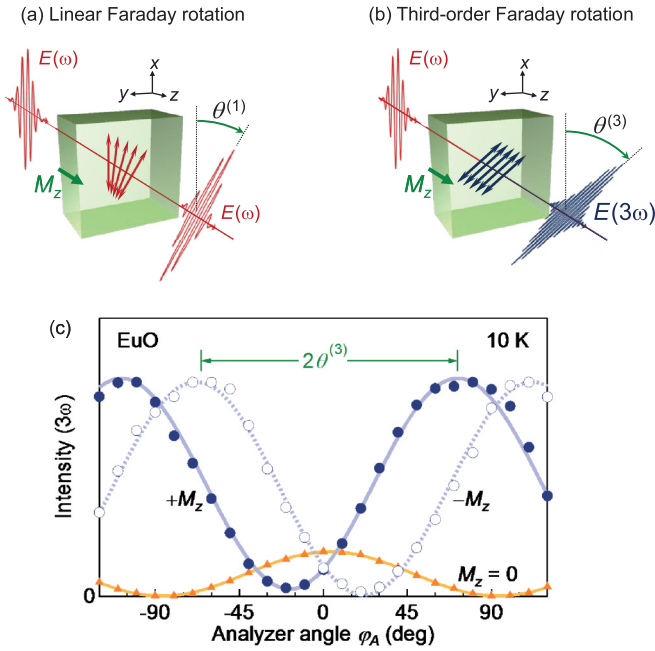 (a) Linear Faraday rotation
(b) Third-order Faraday rotation
E(ω)
x
y
z
θ(1)
Mz
E(ω)
E(ω)
x
y
z
θ(3)
Mz
E(3ω)
(c)
EuO
10 K
2θ(3)
Intensity (3ω)
+Mz
−Mz
Mz = 0
0
-90
-45
0
45
90
Analyzer angle φA (deg)